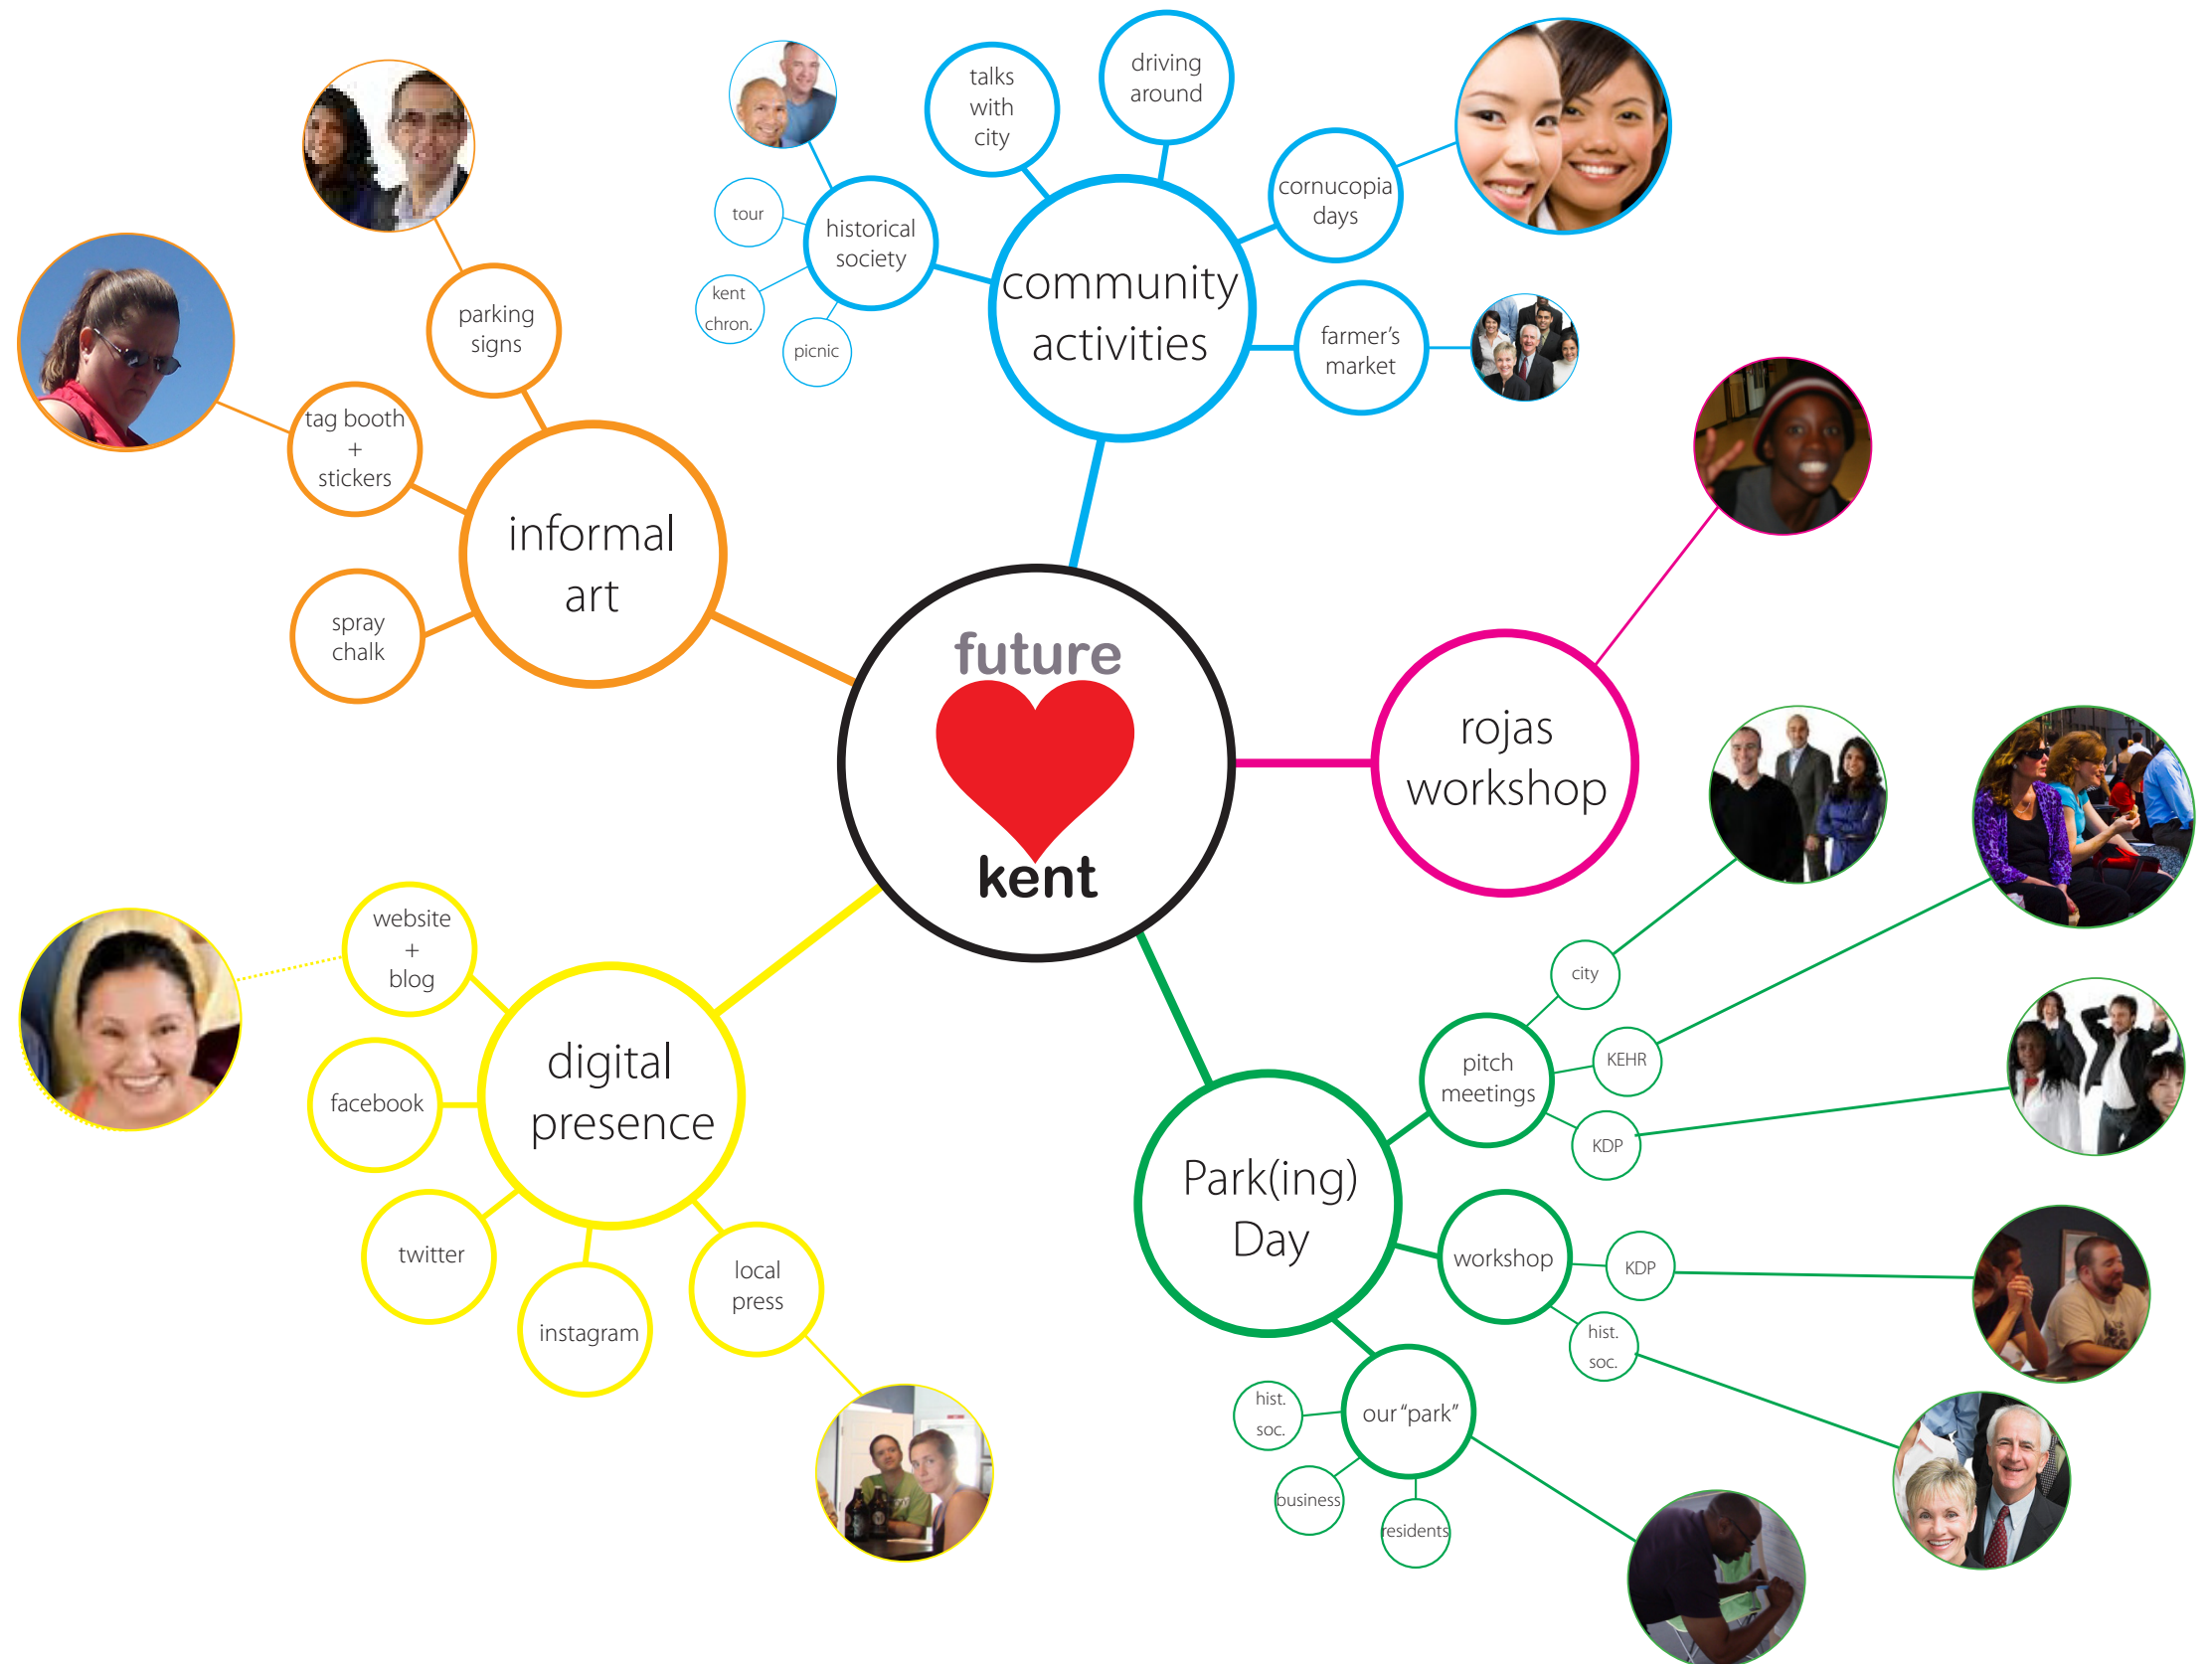 future
kent
community
activities
historical
society
tour
kent
chron.
picnic
talks
with
city
driving
around
cornucopia
days
farmer's
market
informal
art
parking
signs
tag booth
+
stickers
spray
chalk
rojas
workshop
digital
presence
website
+
blog
facebook
twitter
instagram
local
press
Park(ing)
Day
pitch
meetings
city
KEHR
KDP
workshop
KDP
hist.
soc.
our "park"
hist.
soc.
business
residents